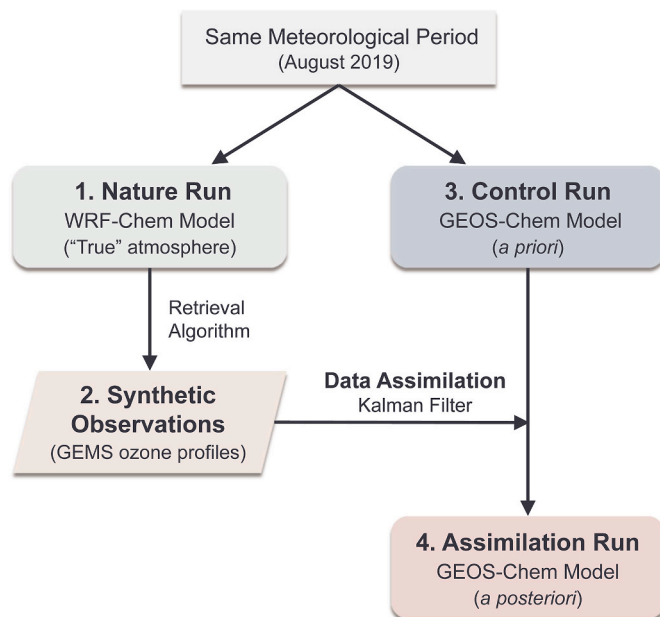 Same Meteorological Period
(August 2019)
1. Nature Run
WRF-Chem Model
(“True” atmosphere)
3. Control Run
GEOS-Chem Model
(a priori)
Retrieval
Algorithm
2. Synthetic
Observations
(GEMS ozone profiles)
Data Assimilation
Kalman Filter
4. Assimilation Run
GEOS-Chem Model
(a posteriori)